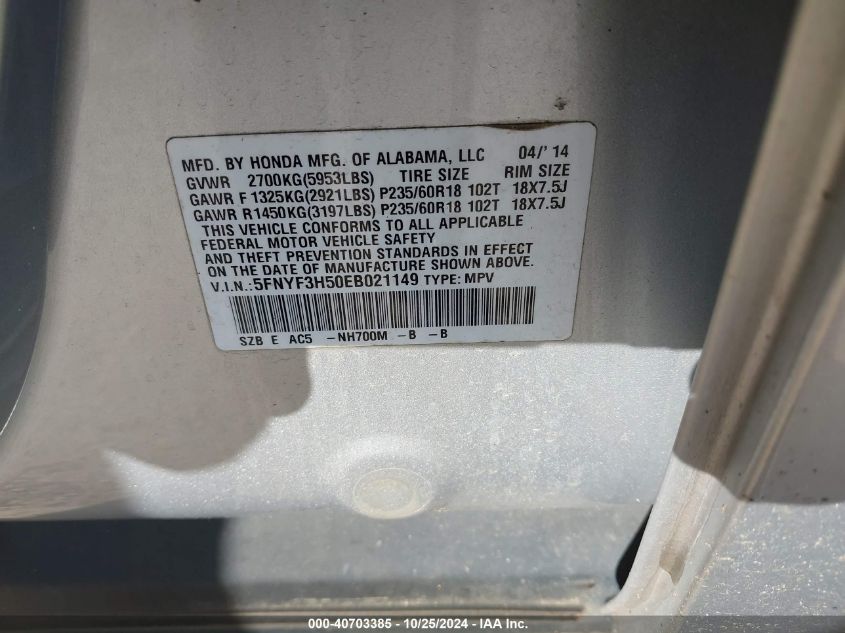 MFD. BY HONDA MFG. OF ALABAMA, LLC 04/' 14
GVWR 2700KG(5953LBS) TIRE SIZE RIM SIZE
GAWR F 1325KG(2921LBS) P235/60R18 102T 18X7.5J
GAWR R1450KG(3197LBS) P235/60R18 102T 18X7.5J
THIS VEHICLE CONFORMS TO ALL APPLICABLE
FEDERAL MOTOR VEHICLE SAFETY
AND THEFT PREVENTION STANDARDS IN EFFECT
ON THE DATE OF MANUFACTURE SHOWN ABOVE.
V.I.N.:5FNYF3H50EB021149 TYPE: MPV
SZB E AC5 -NH700M -B -B
000-40703385 - 10/25/2024 - IAA Inc.